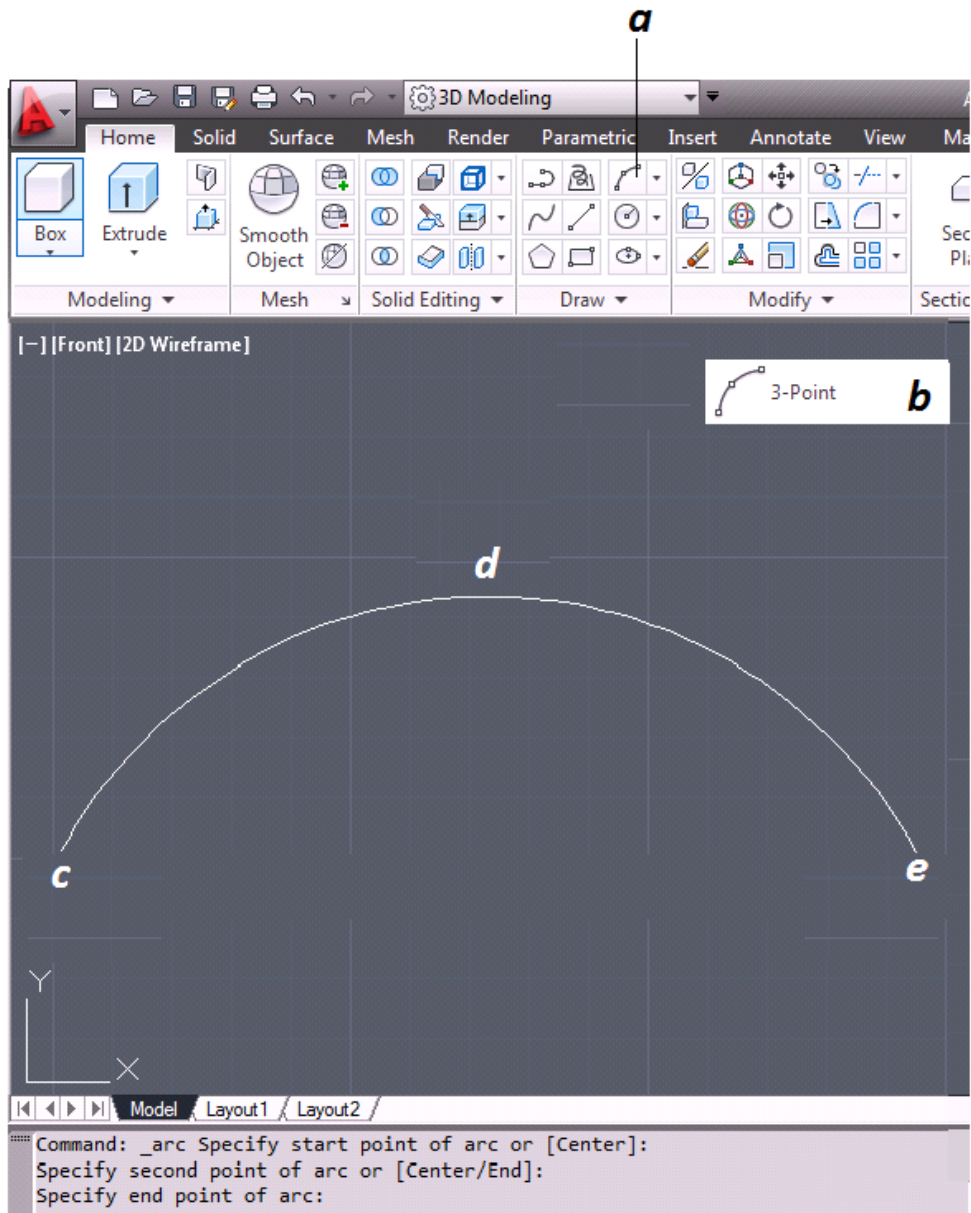 a
3D Modeling
Home Solid Surface Mesh Render Parametric Insert Annotate View
Box Extrude Smooth Object
Modeling Mesh Solid Editing Draw Modify
[−] [Front] [2D Wireframe]
3-Point b
d
c e
Y
X
Model Layout1 Layout2
Command: _arc Specify start point of arc or [Center]:
Specify second point of arc or [Center/End]:
Specify end point of arc: